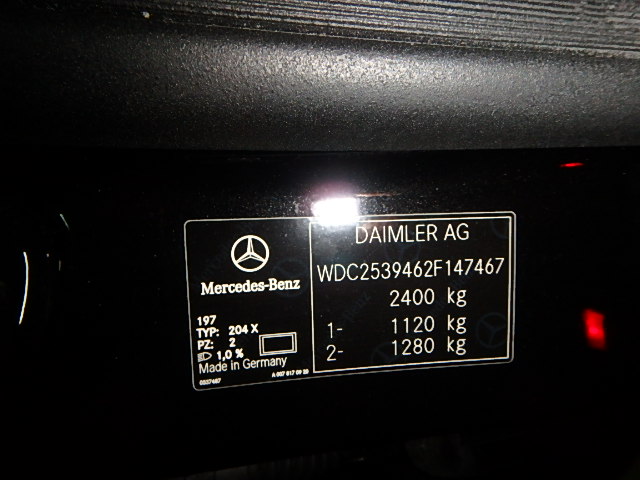 Mercedes-Benz
197
TYP: 204 X
PZ: 2
1,0 %
Made in Germany
DAIMLER AG
WDC2539462F147467
2400 kg
1- 1120 kg
2- 1280 kg